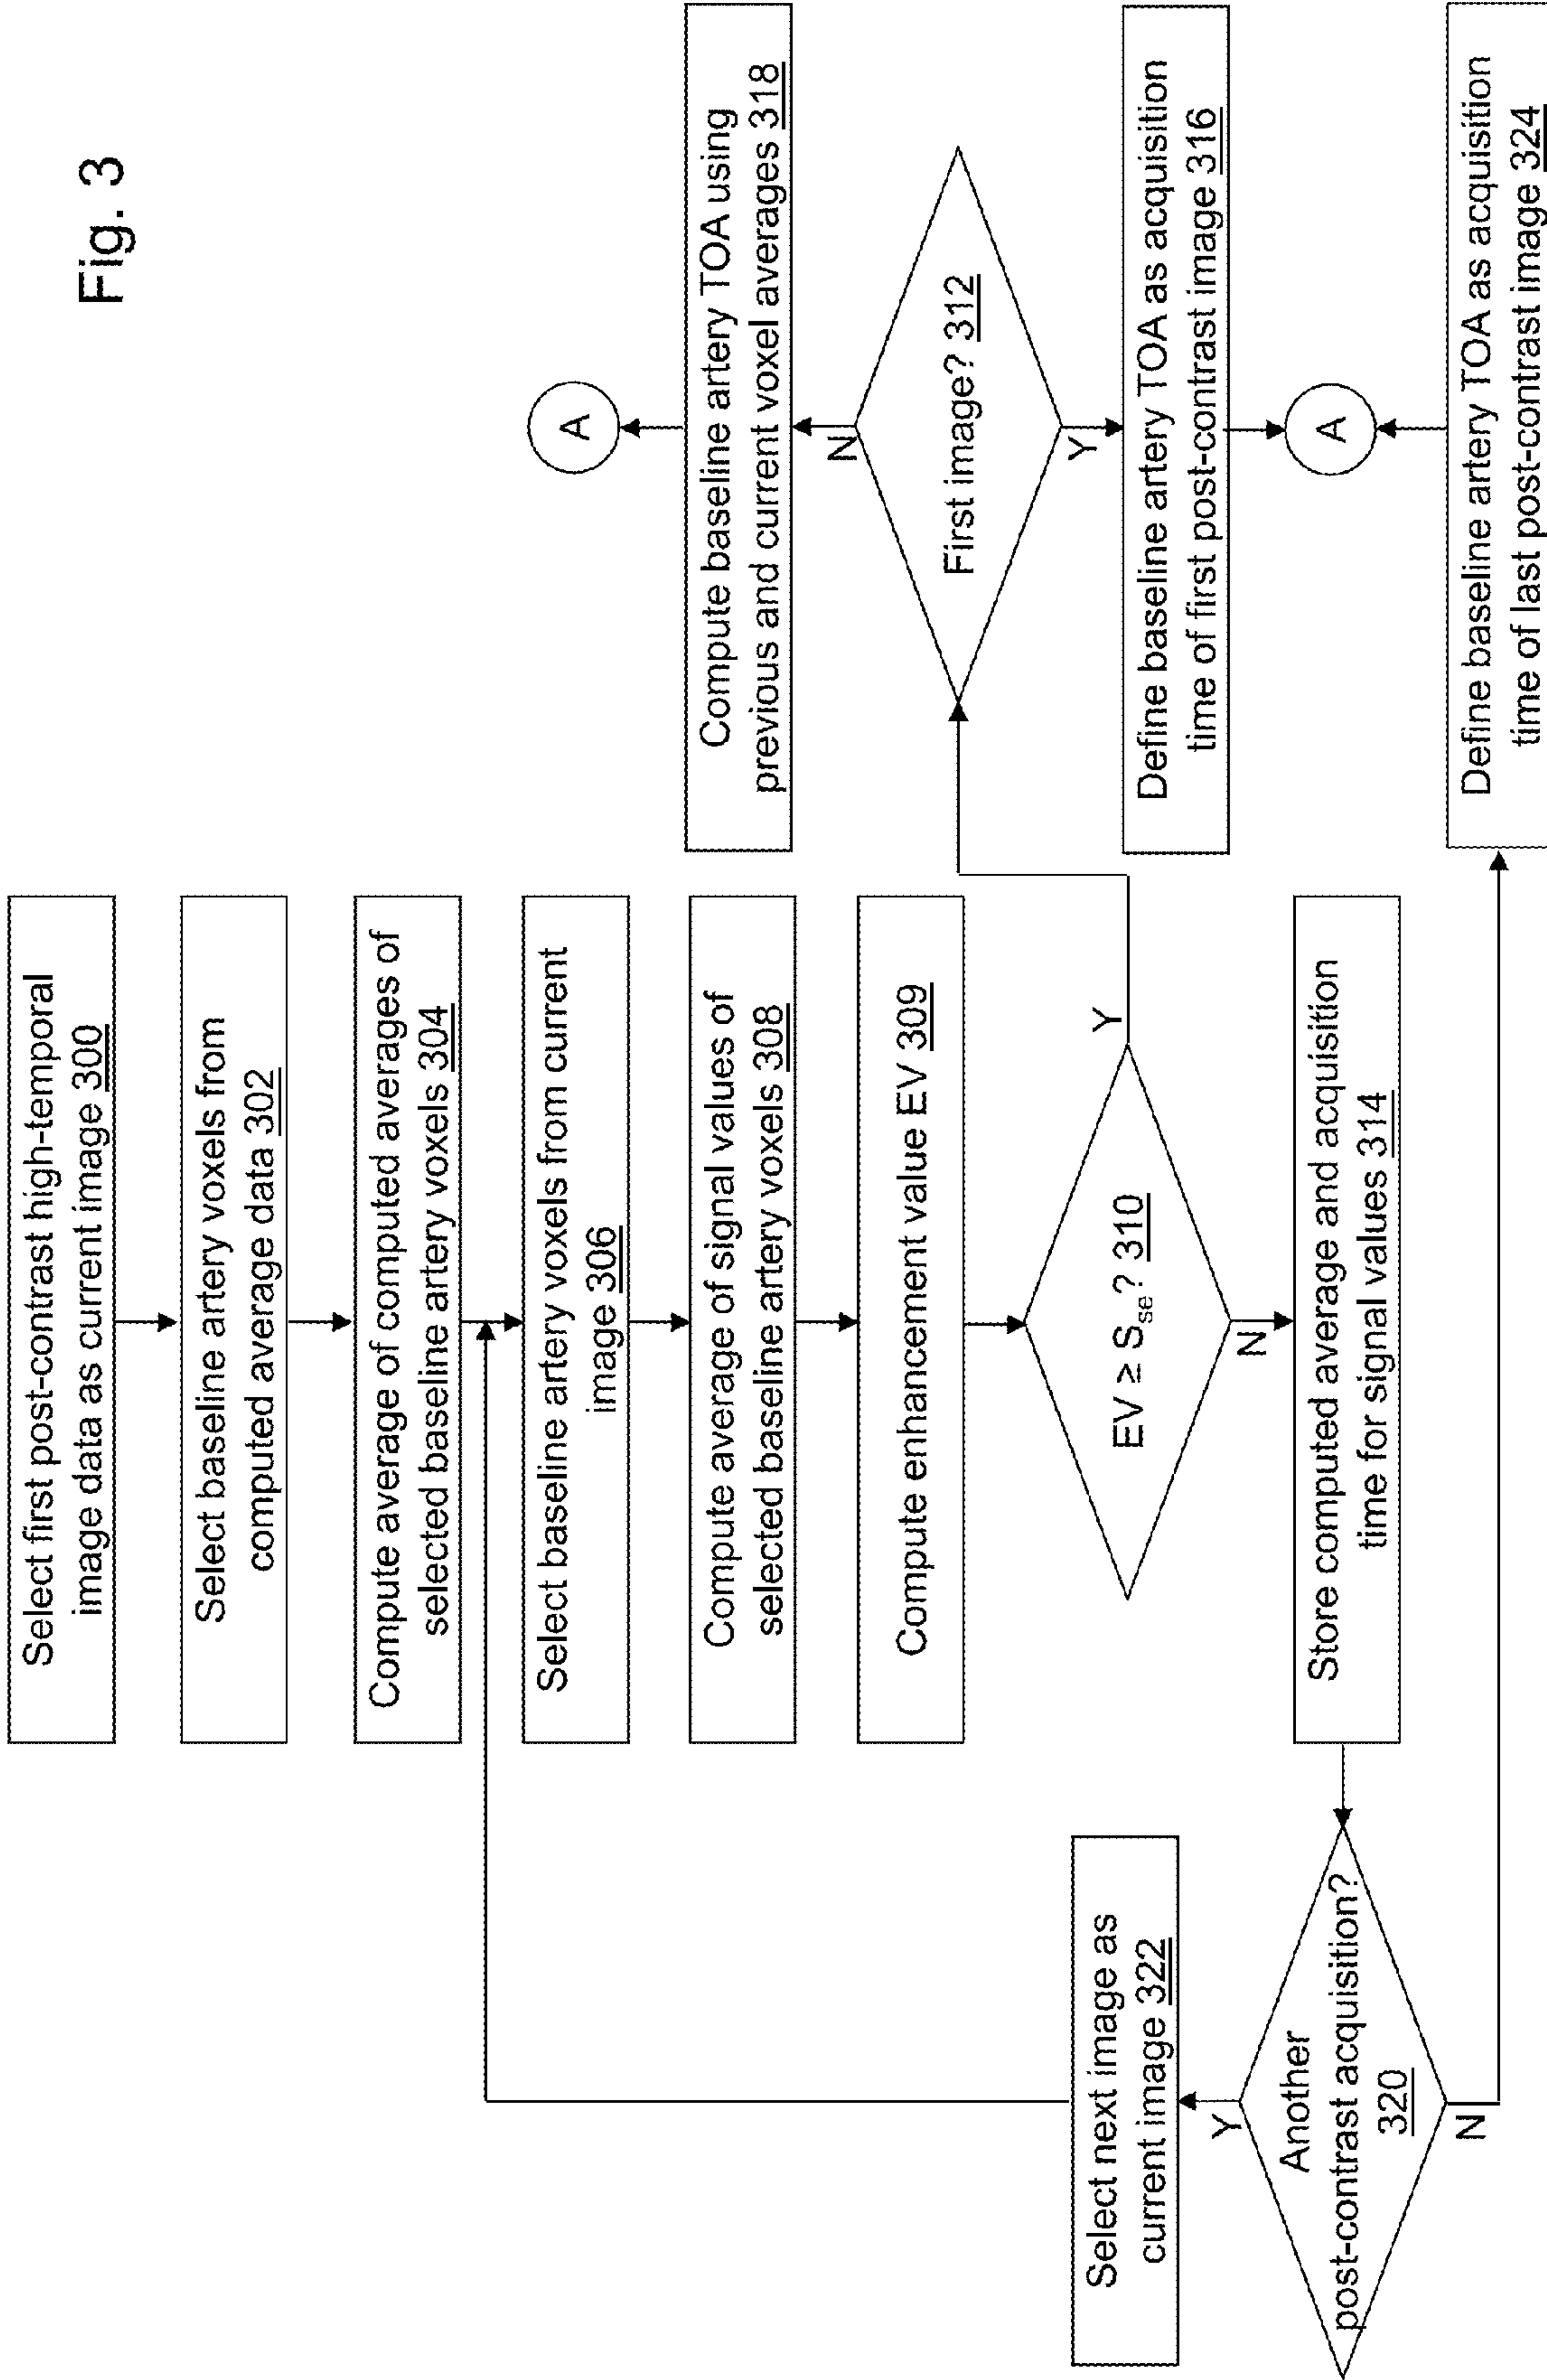 Fig. 3
Select first post-contrast high-temporal
image data as current image 300
Select baseline artery voxels from
computed average data 302
Compute average of computed averages of
selected baseline artery voxels 304
Select baseline artery voxels from current
image 306
Compute average of signal values of
selected baseline artery voxels 308
Compute enhancement value EV 309
EV ≥ Sse? 310
Y
N
Store computed average and acquisition
time for signal values 314
Another
post-contrast acquisition?
320
Y
N
Select next image as
current image 322
A
Compute baseline artery TOA using
previous and current voxel averages 318
N
First image? 312
Y
Define baseline artery TOA as acquisition
time of first post-contrast image 316
A
Define baseline artery TOA as acquisition
time of last post-contrast image 324